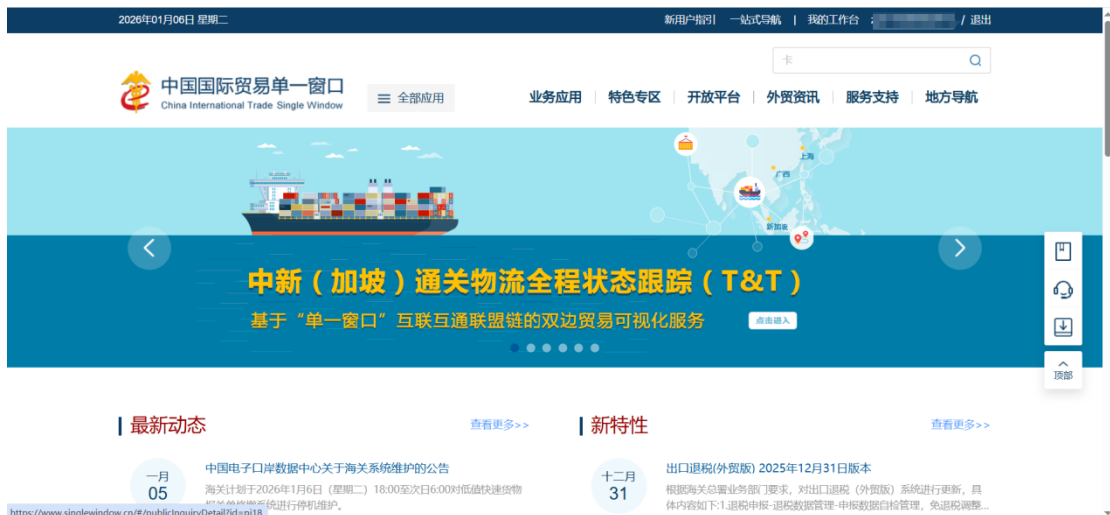 2026年01月06日 星期二
新用户指引 一站式导航 | 我的工作台 / 退出
卡
中国国际贸易单一窗口
China International Trade Single Window
全部应用
业务应用 特色专区 开放平台 外贸资讯 服务支持 地方导航
上海
广西
新加坡
中新（加坡）通关物流全程状态跟踪（T&T）
基于“单一窗口”互联互通联盟链的双边贸易可视化服务
点击进入
顶部
最新动态 查看更多>>
新特性 查看更多>>
一月
05
中国电子口岸数据中心关于海关系统维护的公告
海关计划于2026年1月6日（星期二）18:00至次日6:00对低值快速货物
系统进行停机维护。
十二月
31
出口退税(外贸版) 2025年12月31日版本
根据海关总署业务部门要求，对出口退税（外贸版）系统进行更新，具
体内容如下:1.退税申报-退税数据管理-申报数据自检管理，免退税调整...
https://www.singlewindow.cn/#/publicInquiryDetail?id=pi18